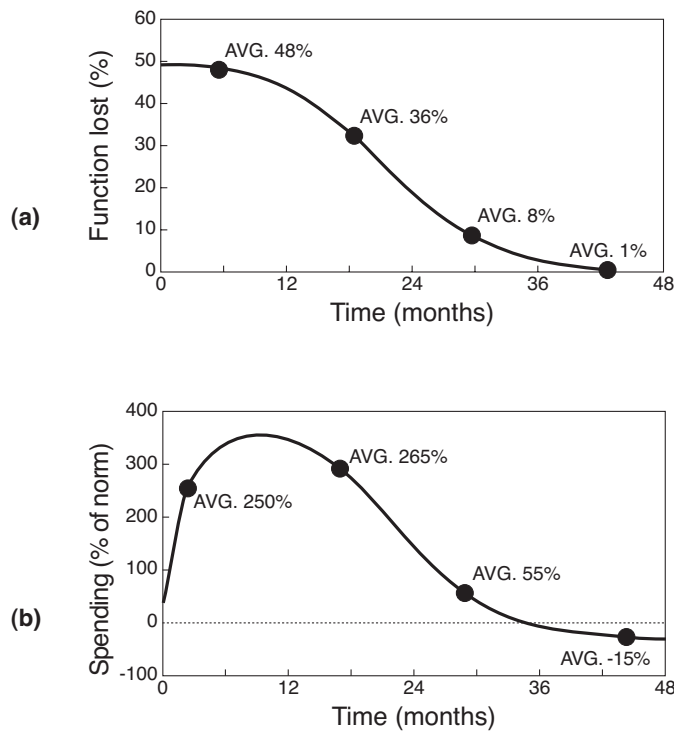 (a)
Function lost (%)
60
50
40
30
20
10
0
AVG. 48%
AVG. 36%
AVG. 8%
AVG. 1%
0 12 24 36 48
Time (months)
(b)
Spending (% of norm)
400
300
200
100
0
-100
AVG. 250%
AVG. 265%
AVG. 55%
AVG. -15%
0 12 24 36 48
Time (months)